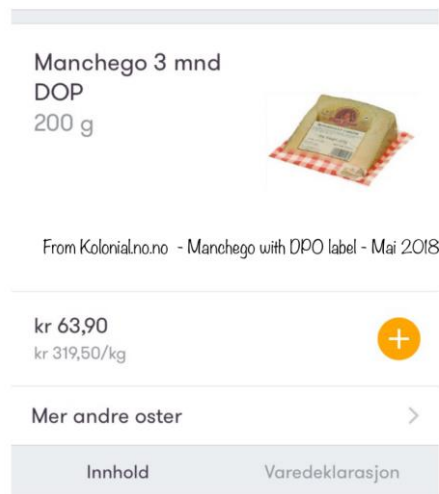 Manchego 3 mnd
DOP
200 g
From Kolonial.no.no - Manchego with DPO label - Mai 2018
kr 63,90
kr 319,50/kg
Mer andre oster
Innhold
Varedeklarasjon